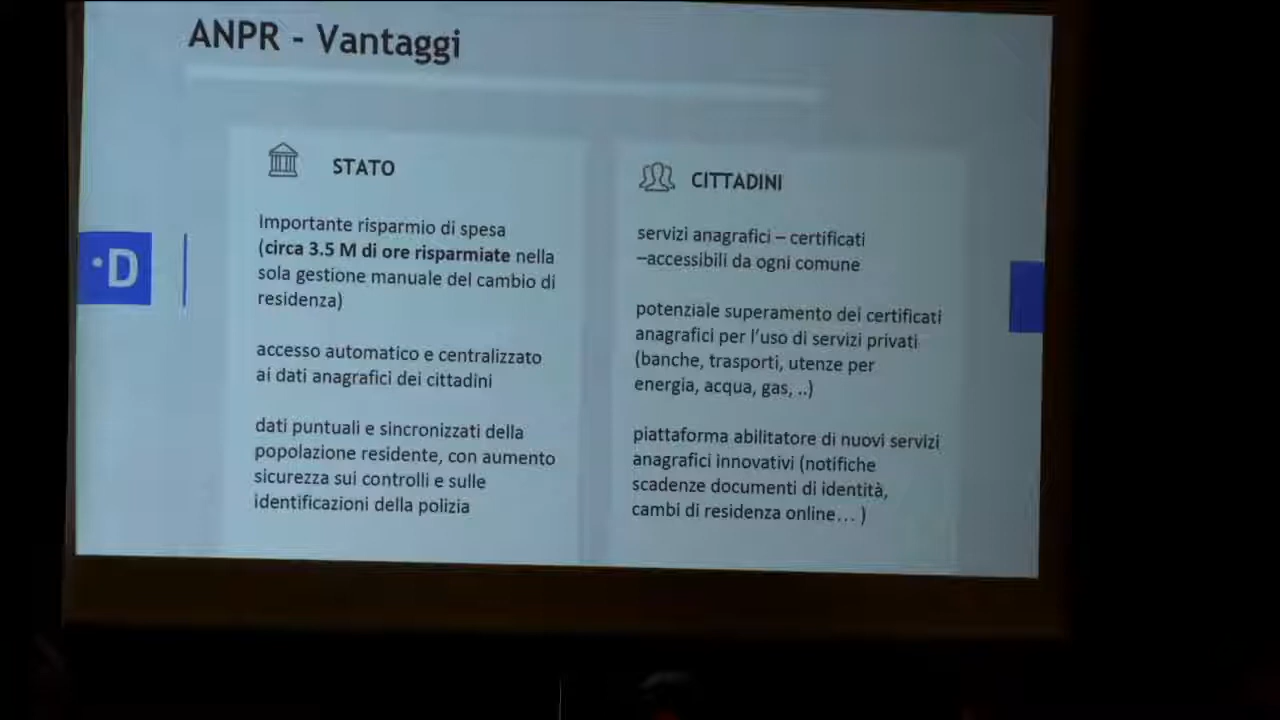 ANPR - Vantaggi
STATO
Importante risparmio di spesa
(circa 3.5 M di ore risparmiate nella
sola gestione manuale del cambio di
residenza)
accesso automatico e centralizzato
ai dati anagrafici dei cittadini
dati puntuali e sincronizzati della
popolazione residente, con aumento
sicurezza sui controlli e sulle
identificazioni della polizia
CITTADINI
servizi anagrafici – certificati
–accessibili da ogni comune
potenziale superamento dei certificati
anagrafici per l'uso di servizi privati
(banche, trasporti, utenze per
energia, acqua, gas, ..)
piattaforma abilitatore di nuovi servizi
anagrafici innovativi (notifiche
scadenze documenti di identità,
cambi di residenza online… )
·D